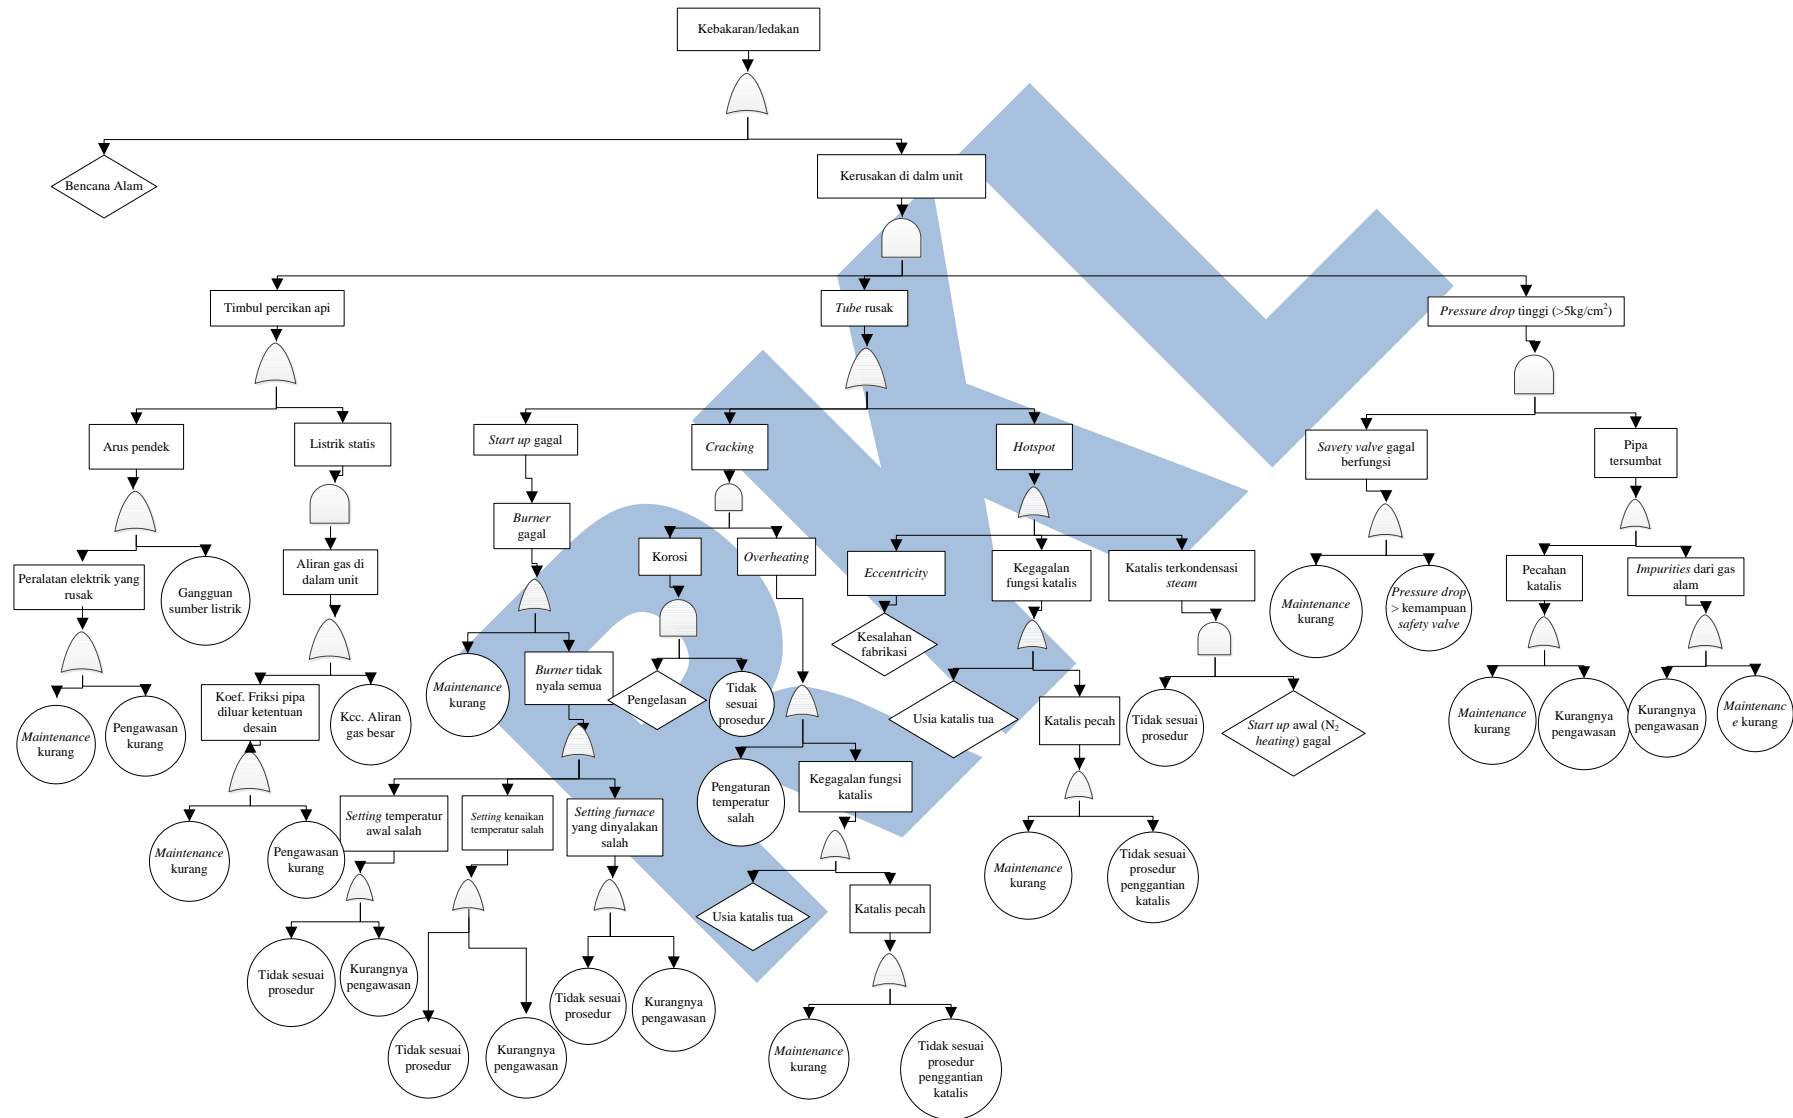 Kebakaran/ledakan
Bencana Alam
Kerusakan di dalm unit
Timbul percikan api
Tube rusak
Pressure drop tinggi (>5kg/cm²)
Arus pendek
Listrik statis
Start up gagal
Cracking
Hotspot
Savety valve gagal
berfungsi
Pipa
tersumbat
Peralatan elektrik yang
rusak
Gangguan
sumber listrik
Aliran gas di
dalam unit
Burner
gagal
Korosi
Overheating
Eccentricity
Kegagalan
fungsi katalis
Katalis terkondensasi
steam
Maintenance
kurang
Pressure drop
> kemampuan
safety valve
Pecahan
katalis
Impurities dari gas
alam
Maintenance
kurang
Pengawasan
kurang
Koef. Friksi pipa
diluar ketentuan
desain
Kcc. Aliran
gas besar
Maintenance
kurang
Burner tidak
nyala semua
Pengelasan
Tidak
sesuai
prosedur
Kesalahan
fabrikasi
Usia katalis tua
Katalis pecah
Tidak sesuai
prosedur
Start up awal (N₂
heating) gagal
Maintenance
kurang
Kurangnya
pengawasan
Kurangnya
pengawasan
Maintenanc
e kurang
Maintenance
kurang
Pengawasan
kurang
Setting temperatur
awal salah
Setting kenaikan
temperatur salah
Setting furnace
yang dinyalakan
salah
Pengaturan
temperatur
salah
Kegagalan fungsi
katalis
Maintenance
kurang
Tidak sesuai
prosedur
penggantian
katalis
Tidak sesuai
prosedur
Kurangnya
pengawasan
Tidak sesuai
prosedur
Kurangnya
pengawasan
Tidak sesuai
prosedur
Kurangnya
pengawasan
Usia katalis tua
Katalis pecah
Maintenance
kurang
Tidak sesuai
prosedur
penggantian
katalis